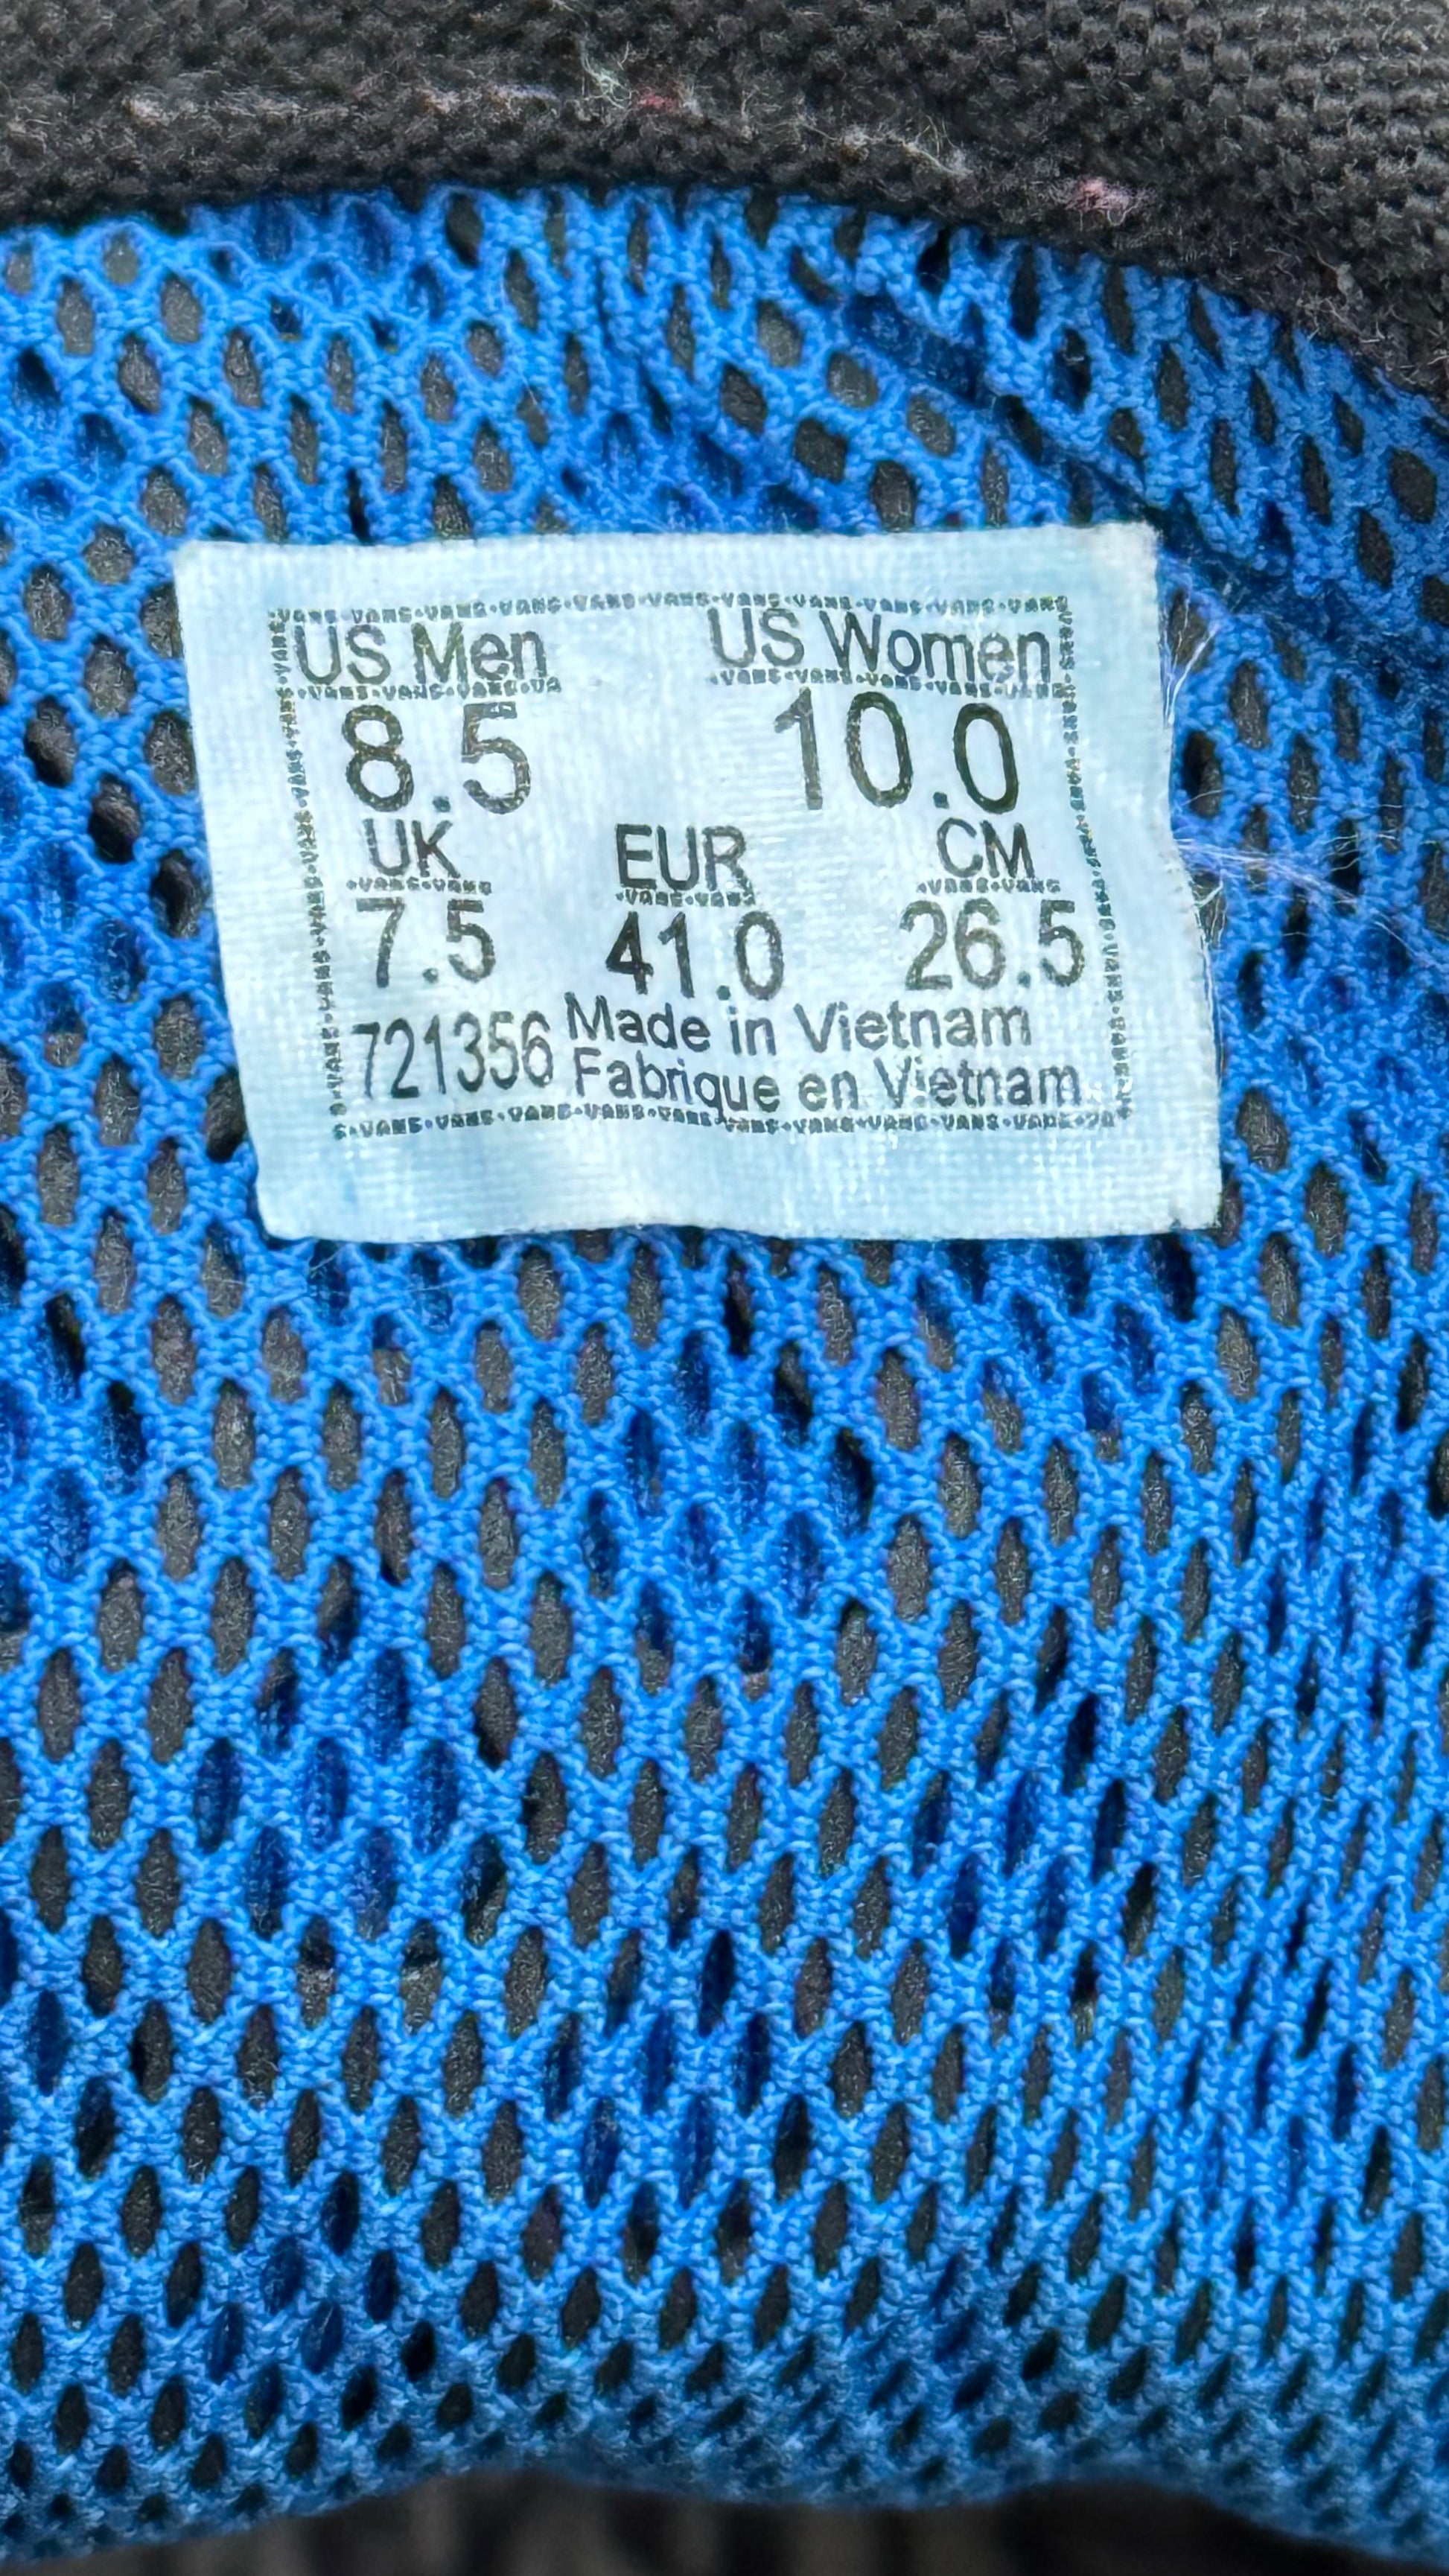 US Men US Women
8.5 10.0
UK EUR CM
7.5 41.0 26.5
721356 Made in Vietnam
Fabrique en Vietnam